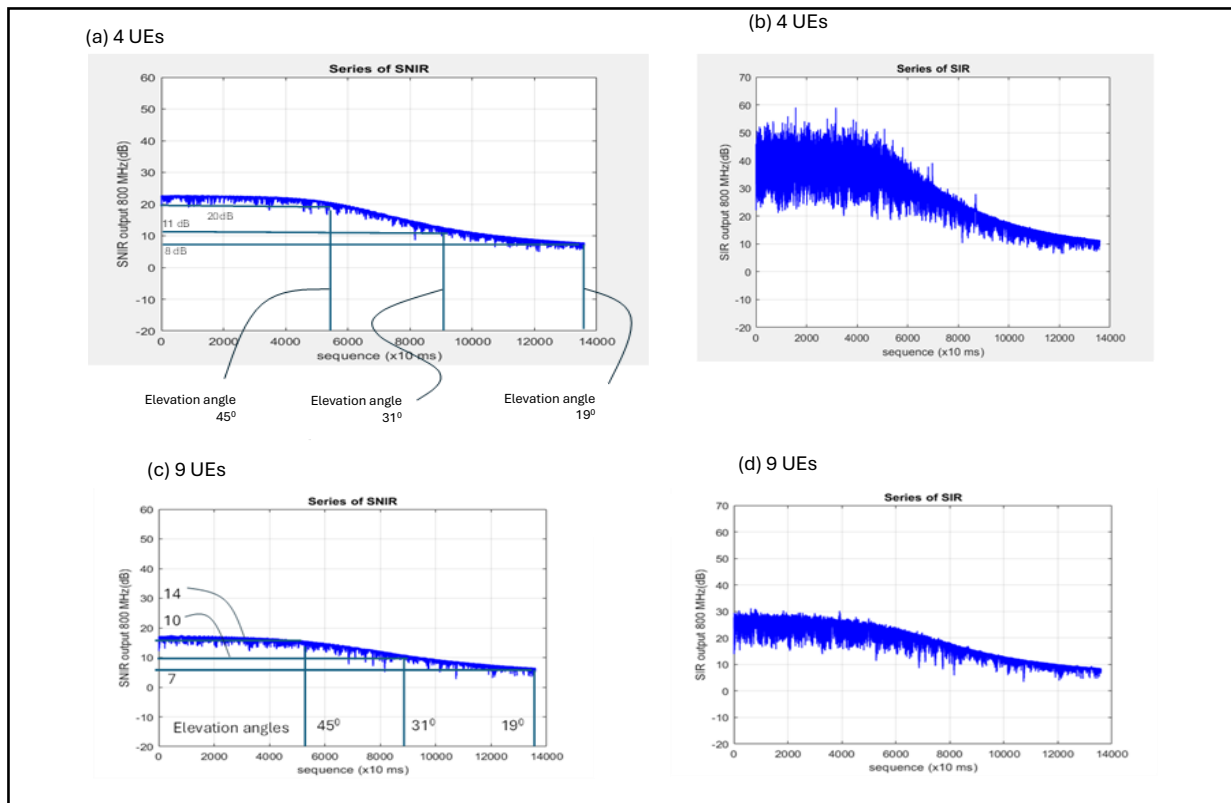 (a) 4 UEs
Series of SNIR
SNIR output 800 MHz(dB)
60
50
40
30
20
10
0
-10
-20
20 dB
11 dB
8 dB
0 2000 4000 6000 8000 10000 12000 14000
sequence (x10 ms)
Elevation angle
45⁰
Elevation angle
31⁰
Elevation angle
19⁰
(b) 4 UEs
Series of SIR
SIR output 800 MHz(dB)
70
60
50
40
30
20
10
0
-10
-20
0 2000 4000 6000 8000 10000 12000 14000
sequence (x10 ms)
(c) 9 UEs
Series of SNIR
SNIR output 800 MHz(dB)
60
50
40
30
20
10
0
-10
-20
14
10
7
Elevation angles 45⁰ 31⁰ 19⁰
0 2000 4000 6000 8000 10000 12000 14000
sequence (x10 ms)
(d) 9 UEs
Series of SIR
SIR output 800 MHz(dB)
70
60
50
40
30
20
10
0
-10
-20
0 2000 4000 6000 8000 10000 12000 14000
sequence (x10 ms)